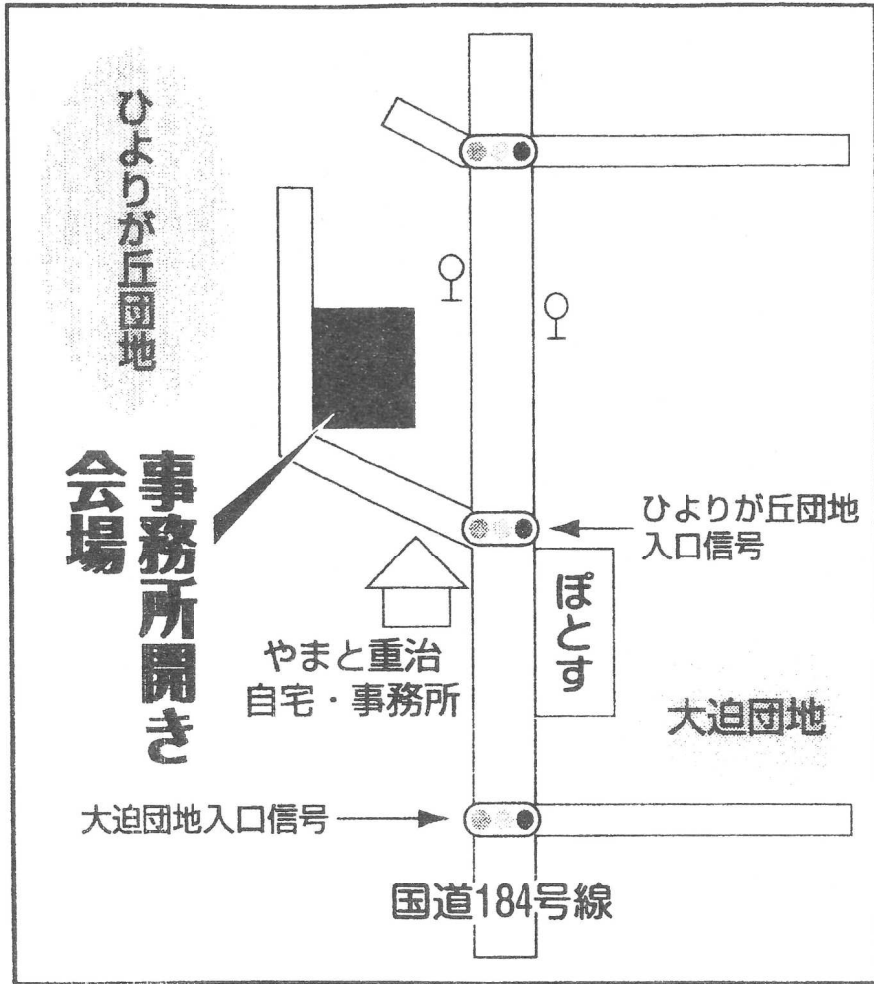 ひよりが丘団地
事務所開き
会場
ひよりが丘団地
入口信号
ぽとす
やまと重治
自宅・事務所
大迫団地
大迫団地入口信号
国道184号線